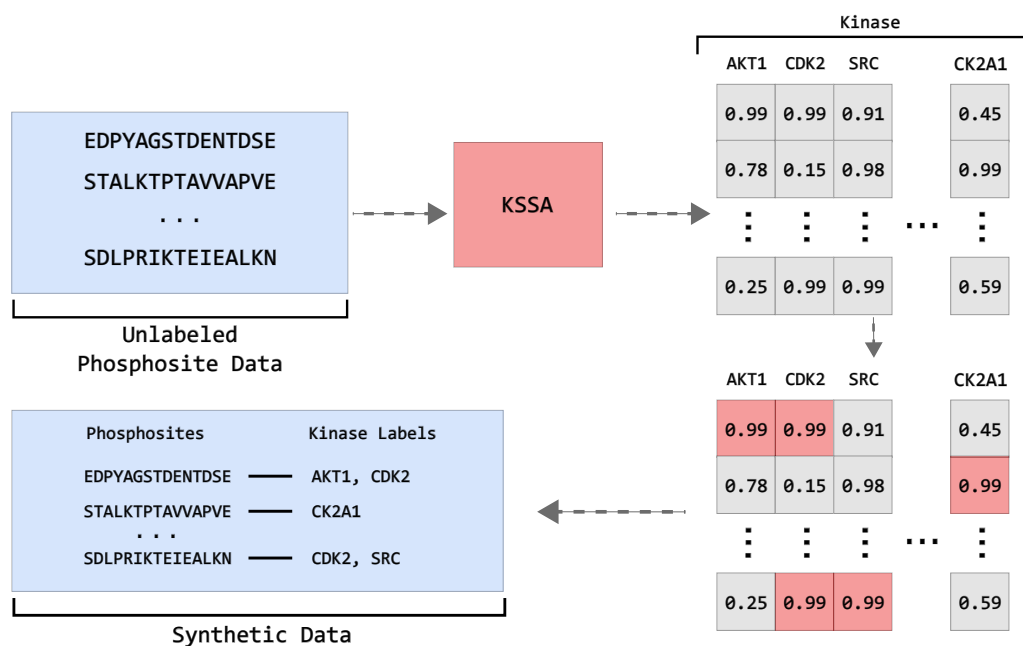 Kinase
AKT1 CDK2 SRC CK2A1
0.99 0.99 0.91 0.45
0.78 0.15 0.98 0.99
...
0.25 0.99 0.99 0.59
EDPYAGSTDENTDSE
STALKTPTAVVAPVE
...
SDLPRIKTEIEALKN
Unlabeled
Phosphosite Data
KSSA
AKT1 CDK2 SRC CK2A1
0.99 0.99 0.91 0.45
0.78 0.15 0.98 0.99
...
0.25 0.99 0.99 0.59
Phosphosites Kinase Labels
EDPYAGSTDENTDSE AKT1, CDK2
STALKTPTAVVAPVE CK2A1
...
SDLPRIKTEIEALKN CDK2, SRC
Synthetic Data